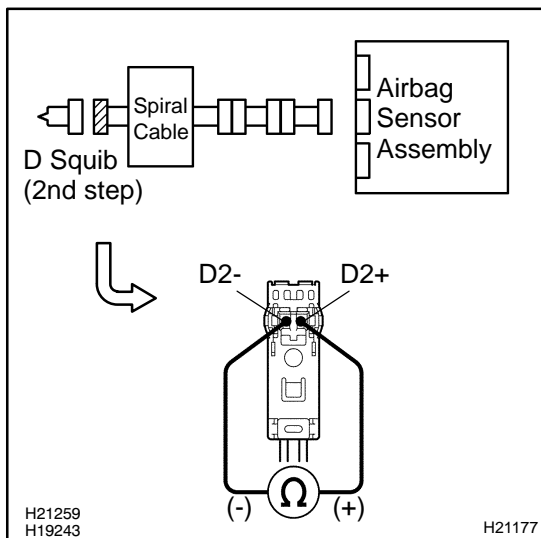 Spiral
Cable
Airbag
Sensor
Assembly
D Squib
(2nd step)
D2-
D2+
Ω
(-)
(+)
H21259
H19243
H21177